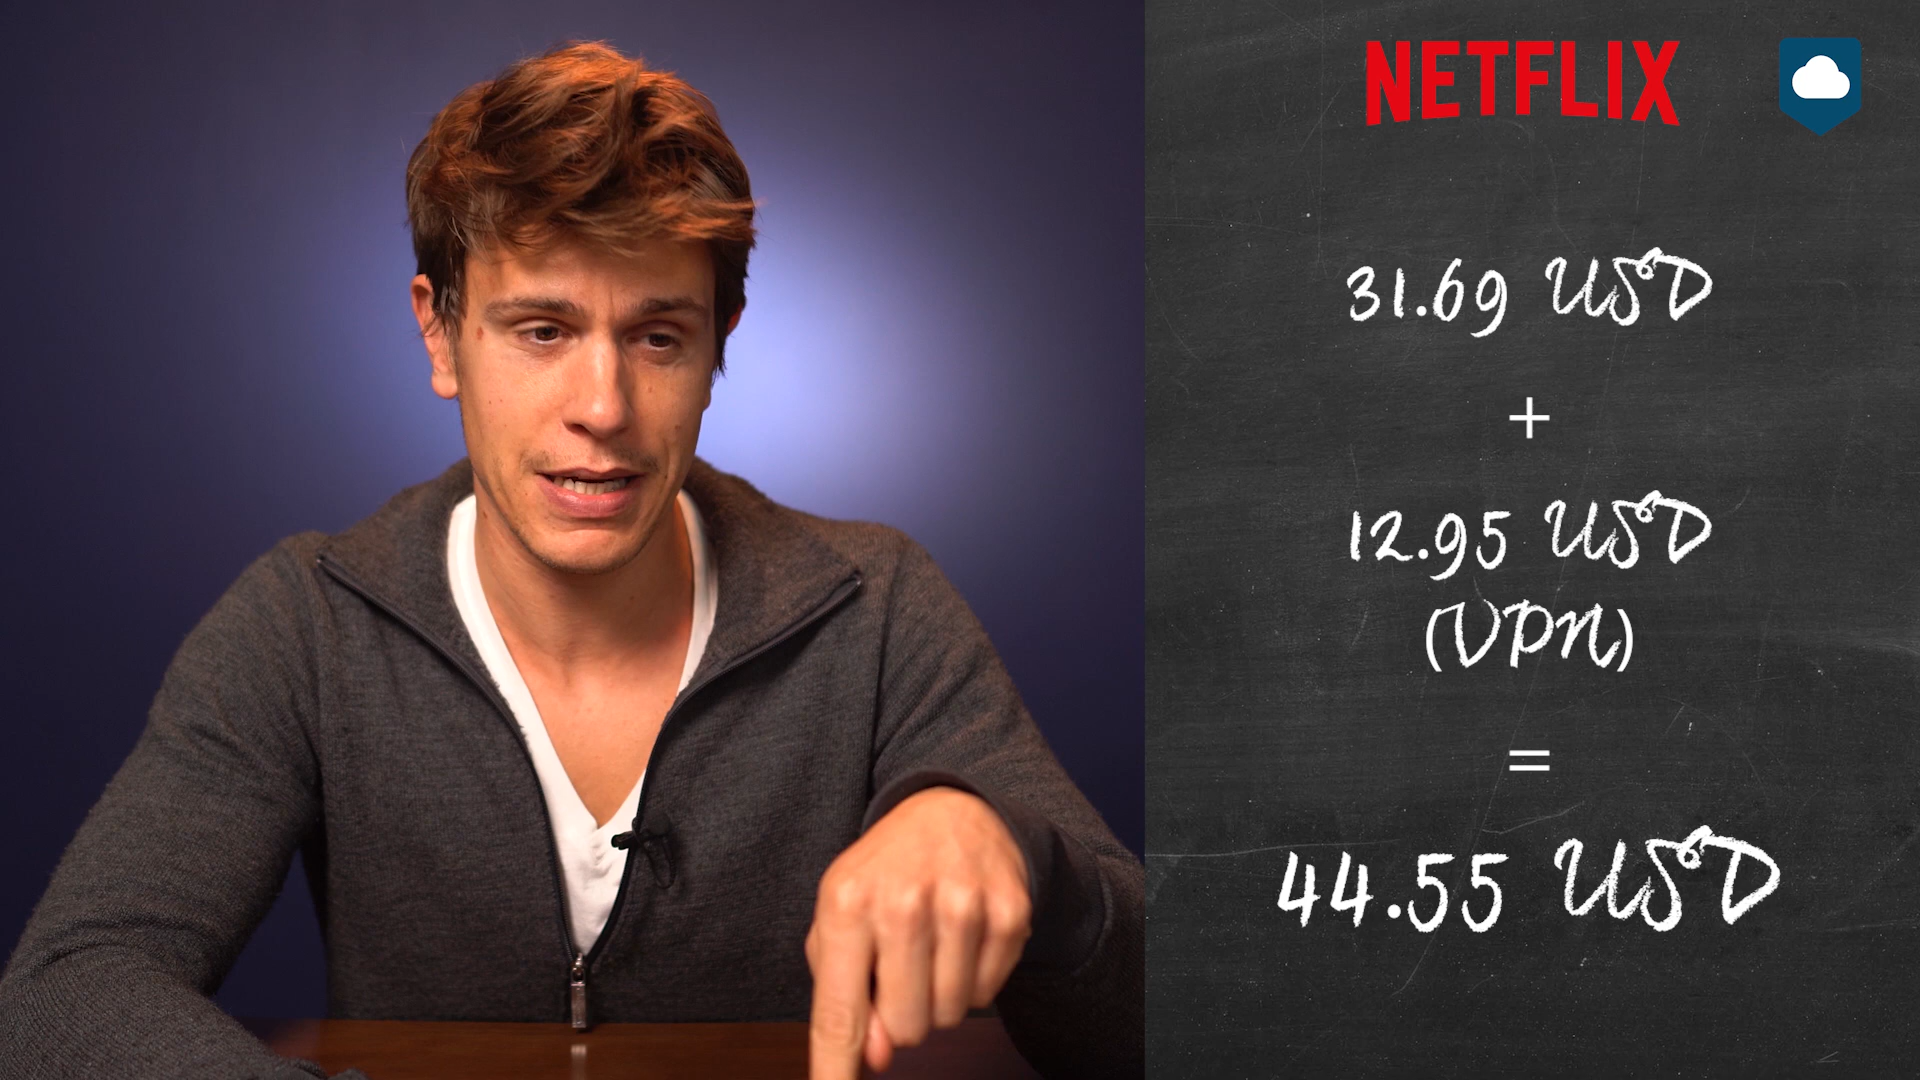 NETFLIX
31.69 USD
+
12.95 USD
(VPN)
=
44.55 USD